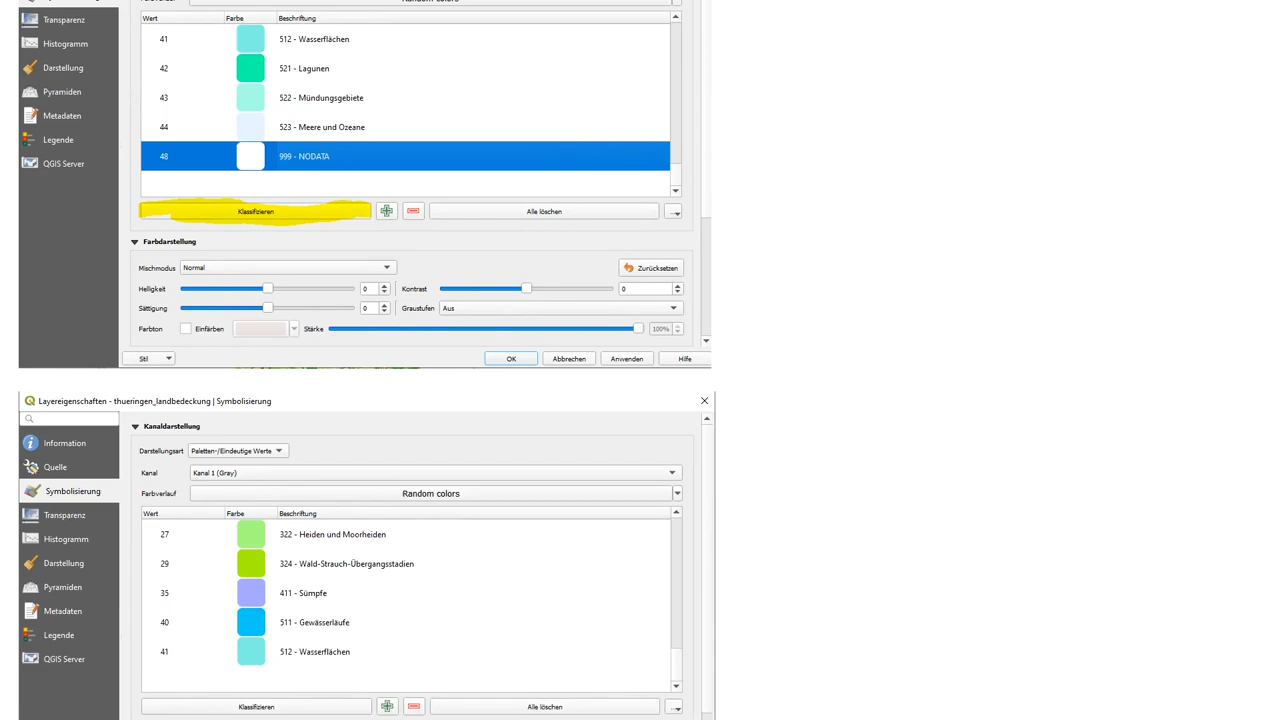 Random colors
Transparenz
Wert Farbe Beschriftung
41 512 - Wasserflächen
Histogramm
Darstellung
42 521 - Lagunen
Pyramiden
43 522 - Mündungsgebiete
Metadaten
44 523 - Meere und Ozeane
Legende
48 999 - NODATA
QGIS Server
Klassifizieren Alle löschen ...
Farbdarstellung
Mischmodus Normal Zurücksetzen
Helligkeit 0 Kontrast 0
Sättigung 0 Graustufen Aus
Farbton Einfärben Stärke 100%
Stil OK Abbrechen Anwenden Hilfe
Layereigenschaften - thueringen_landbedeckung | Symbolisierung
Kanaldarstellung
Information
Darstellungsart Paletten-/Eindeutige Werte
Quelle
Kanal Kanal 1 (Gray)
Symbolisierung
Farbverlauf Random colors
Transparenz
Wert Farbe Beschriftung
27 322 - Heiden und Moorheiden
Histogramm
Darstellung
29 324 - Wald-Strauch-Übergangsstadien
Pyramiden
35 411 - Sümpfe
Metadaten
40 511 - Gewässerläufe
Legende
41 512 - Wasserflächen
QGIS Server
Klassifizieren Alle löschen ...